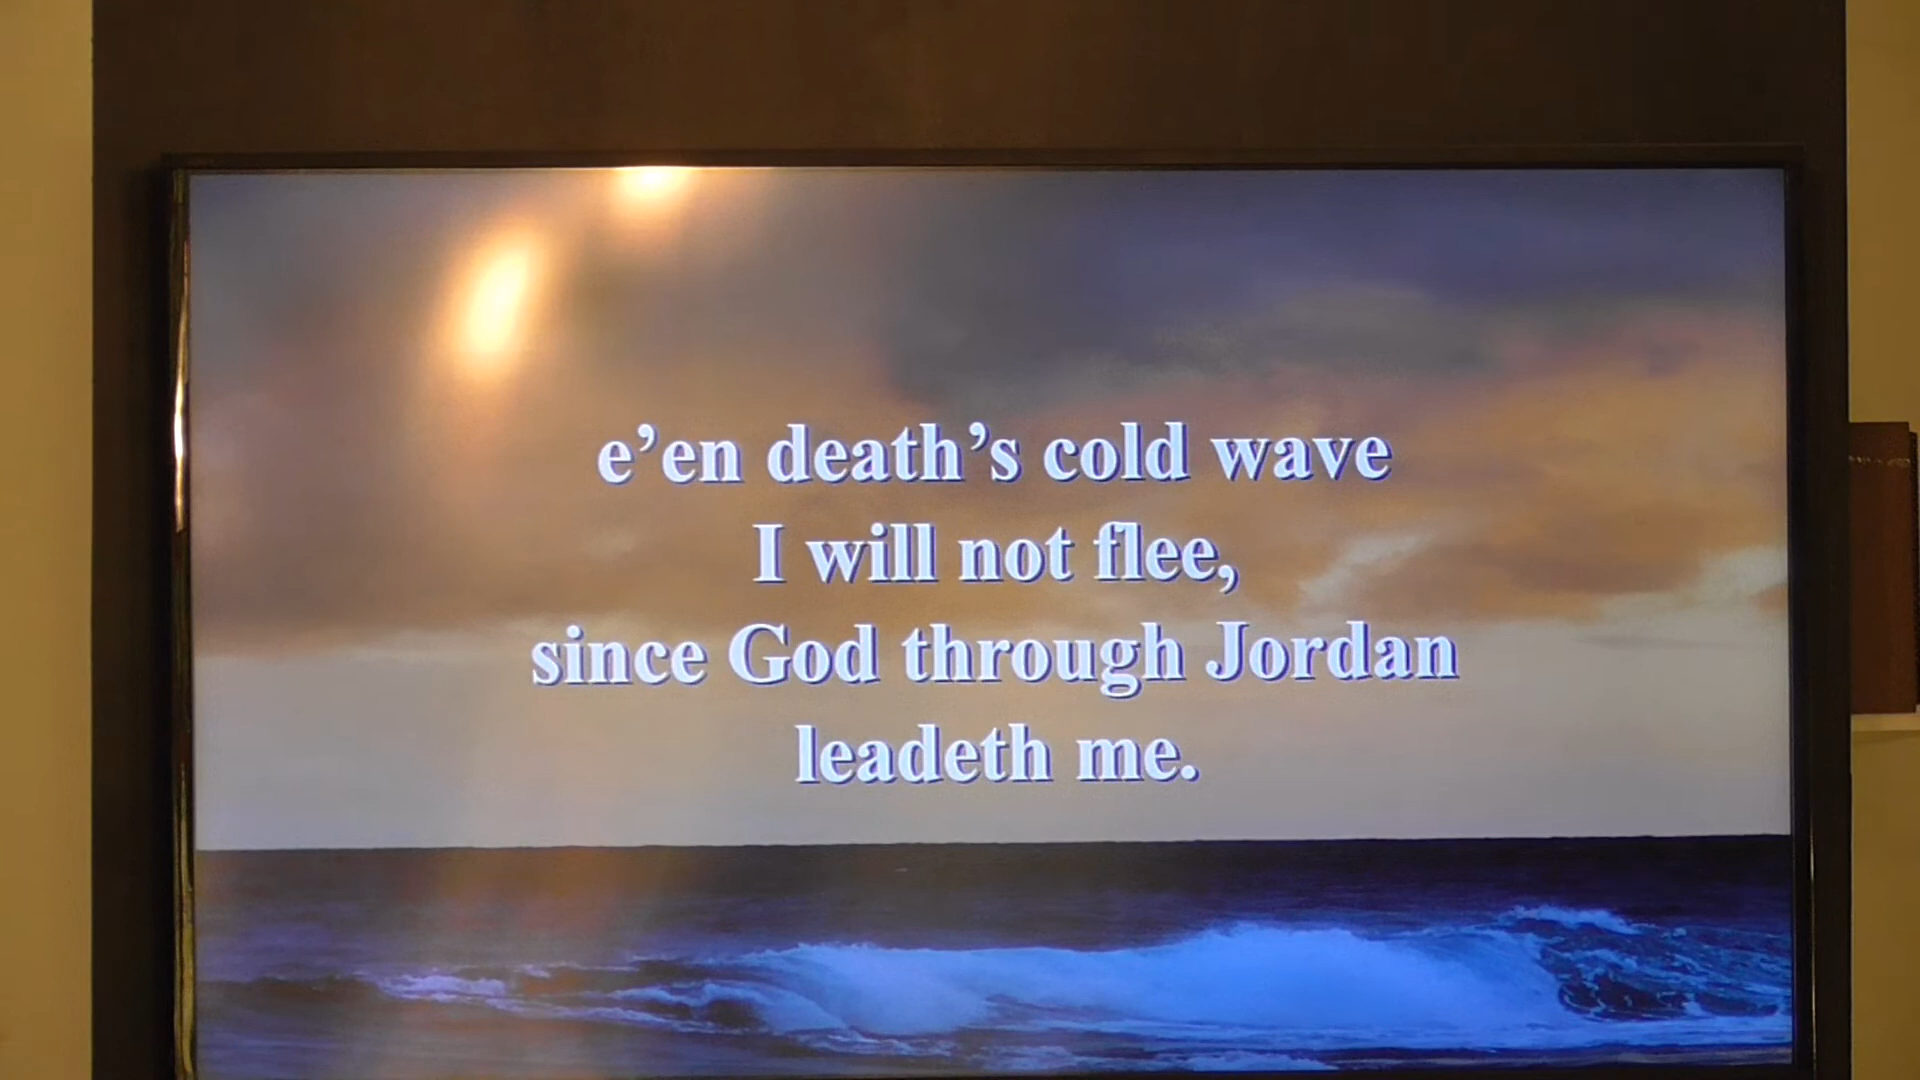 e’en death’s cold wave
I will not flee,
since God through Jordan
leadeth me.